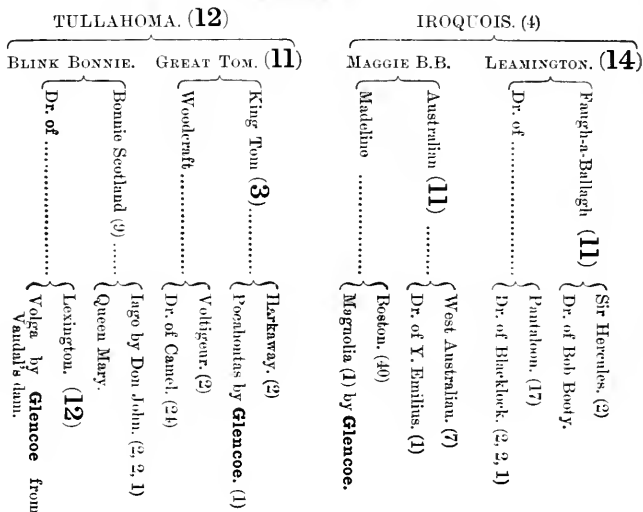 TULLAHOMA. (12)
IROQUOIS. (4)
BLINK BONNIE.
GREAT TOM. (11)
MAGGIE B.B.
LEAMINGTON. (14)
Dr. of ..............
Bonnie Scotland (9) .....
Woodcraft..............
King Tom (3) .........
Madeline ..............
Australian (11) .......
Dr. of ..............
Faugh-a-Ballagh (11)
Volga by Glencoe from
Vandal's dam.
Lexington. (12)
Queen Mary.
Iago by Don John. (2, 2, 1)
Dr. of Camel. (24)
Voltigeur. (2)
Pocahontas by Glencoe. (1)
Harkaway. (2)
Magnolia (1) by Glencoe.
Boston. (40)
Dr. of Y. Emilius. (1)
West Australian. (7)
Dr. of Blacklock. (2, 2, 1)
Pantaloon. (17)
Dr. of Bob Booty.
Sir Hercules. (2)